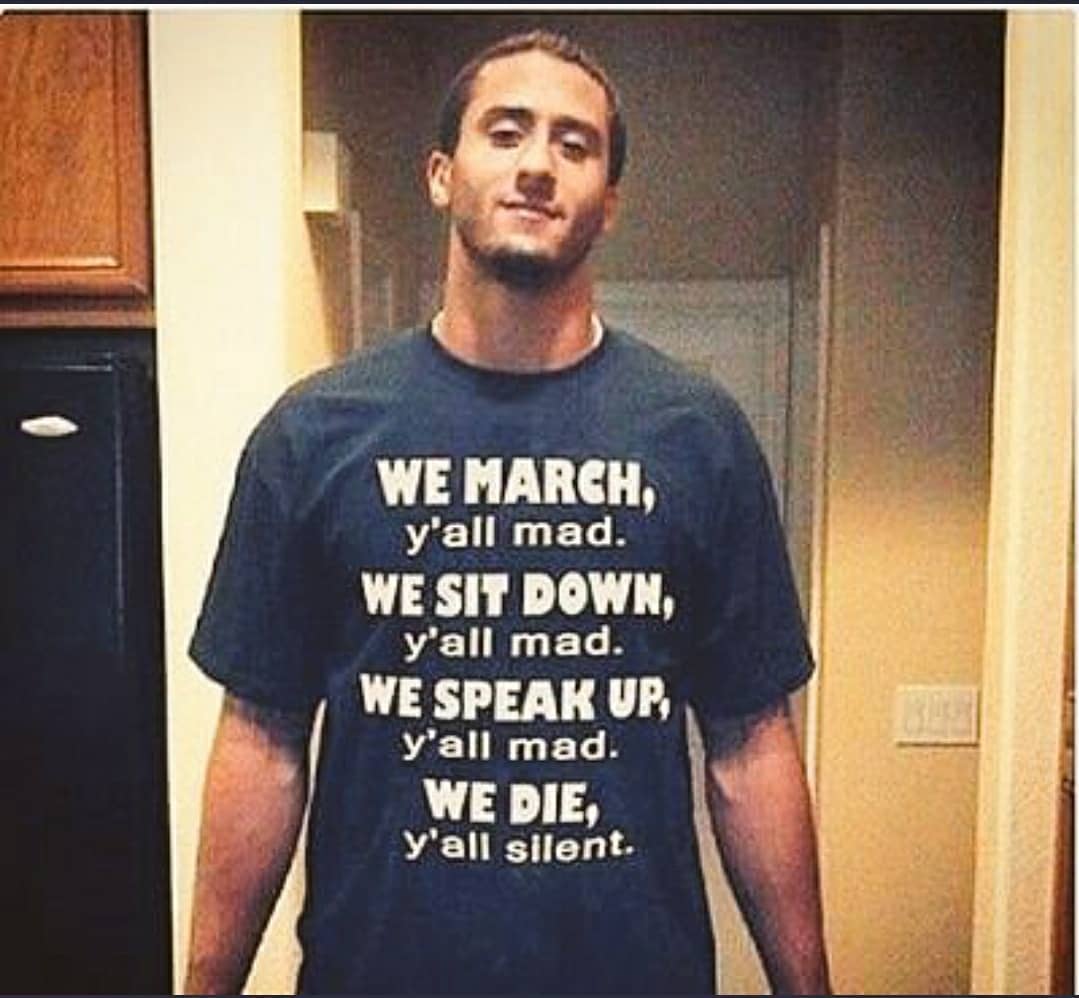 WE MARCH,
y'all mad.
WE SIT DOWN,
y'all mad.
WE SPEAK UP,
y'all mad.
WE DIE,
y'all silent.